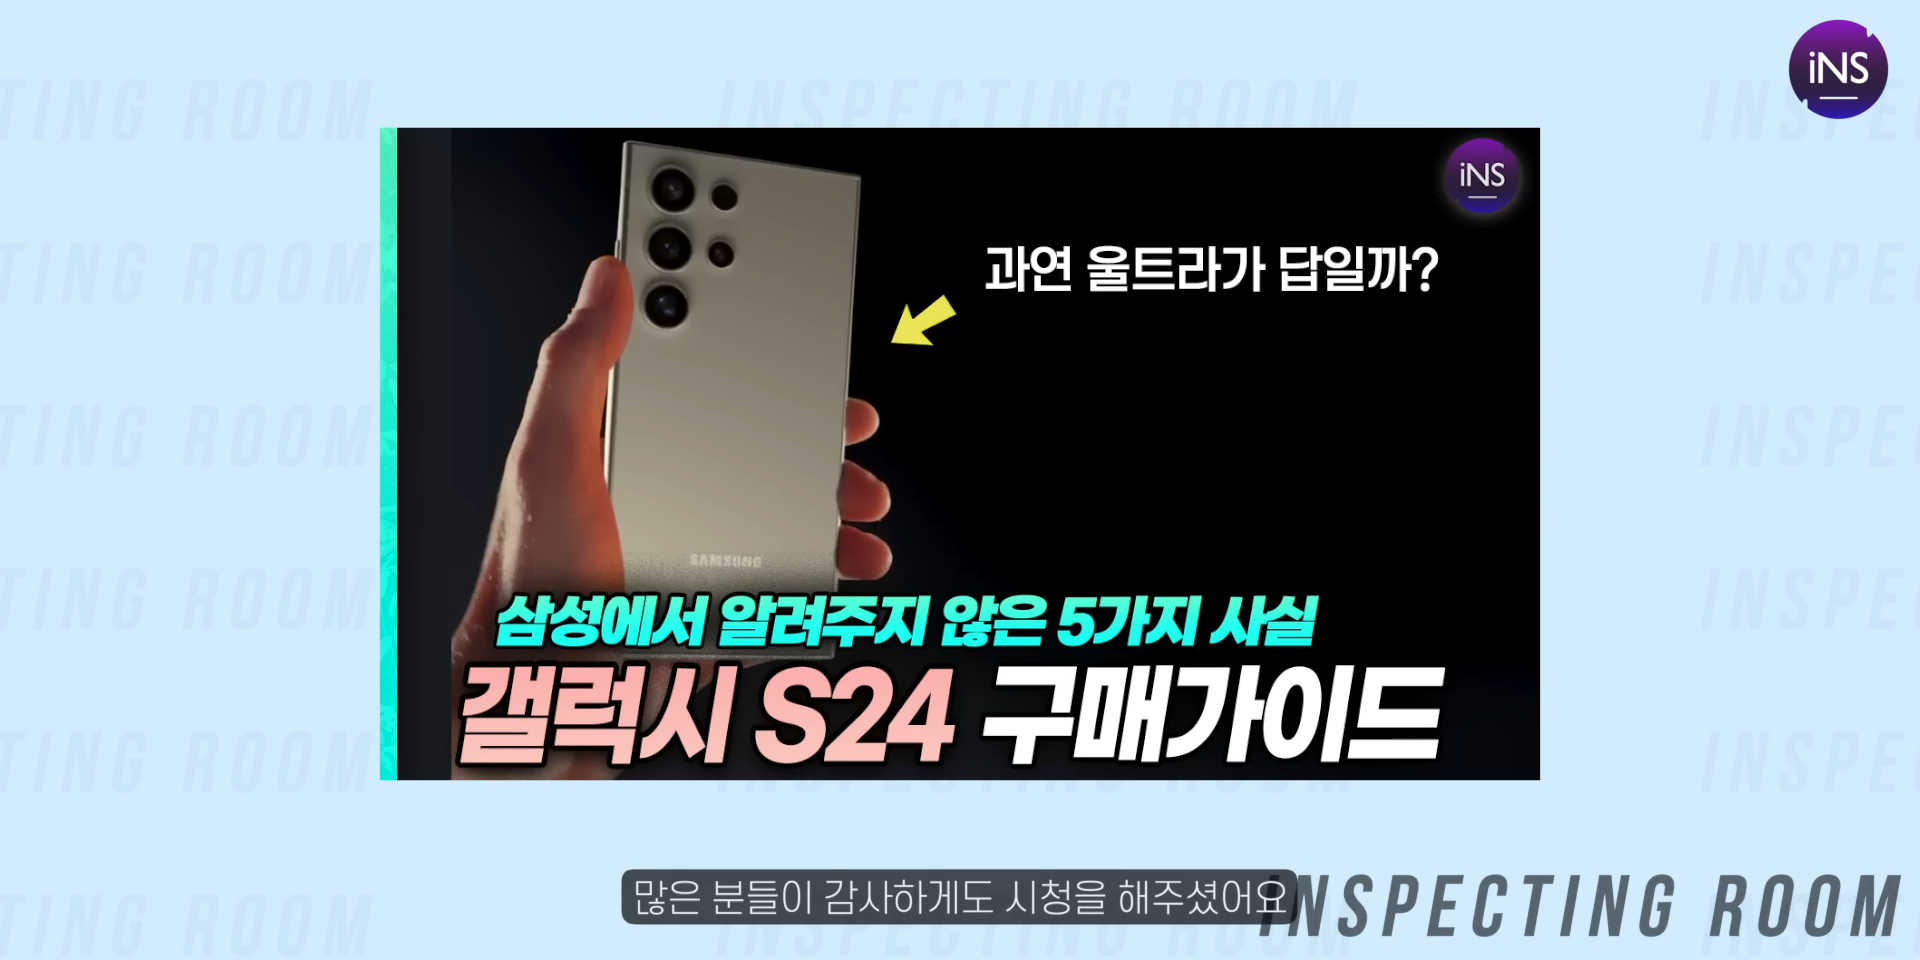 INSPECTING ROOM
iNS
iNS
과연 울트라가 답일까?
SAMSUNG
삼성에서 알려주지 않은 5가지 사실
갤럭시 S24 구매가이드
많은 분들이 감사하게도 시청을 해주셨어요
INSPECTING ROOM